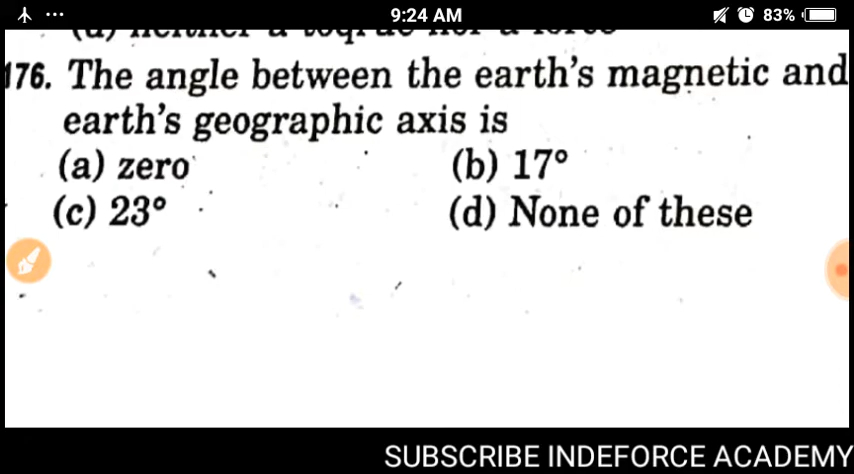 9:24 AM
83%
176. The angle between the earth's magnetic and
earth's geographic axis is
(a) zero
(b) 17°
(c) 23°
(d) None of these
SUBSCRIBE INDEFORCE ACADEMY